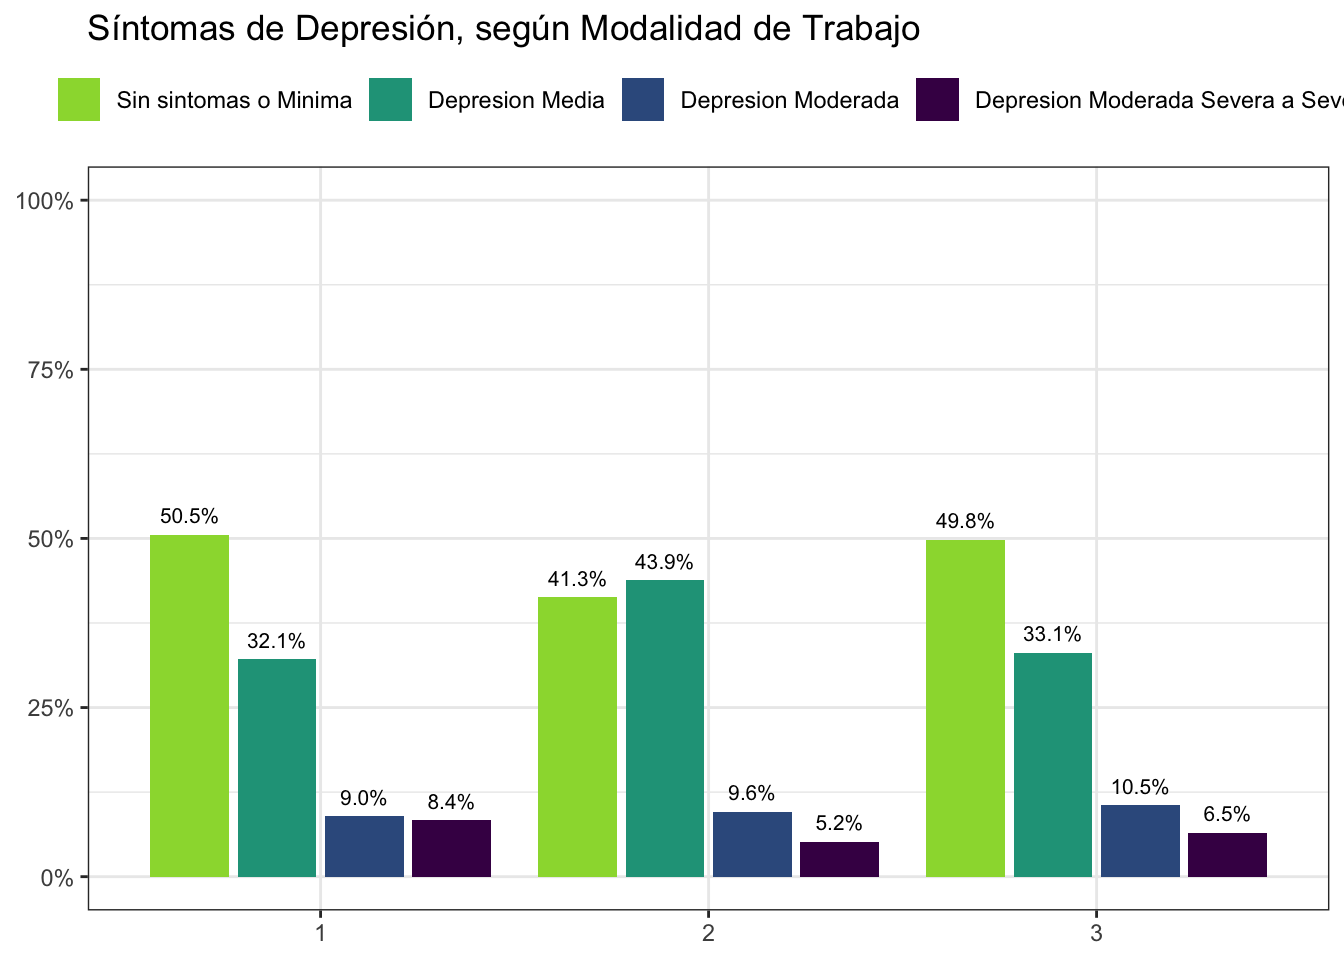 Síntomas de Depresión, según Modalidad de Trabajo
Sin sintomas o Minima Depresion Media Depresion Moderada Depresion Moderada Severa a
100%
75%
50%
25%
0%
50.5% 32.1% 9.0% 8.4%
41.3% 43.9% 9.6% 5.2%
49.8% 33.1% 10.5% 6.5%
1 2 3